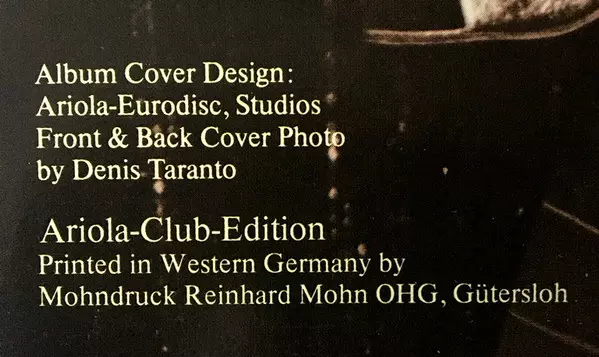 Album Cover Design:
Ariola-Eurodisc, Studios
Front & Back Cover Photo
by Denis Taranto
Ariola-Club-Edition
Printed in Western Germany by
Mohndruck Reinhard Mohn OHG, Gütersloh